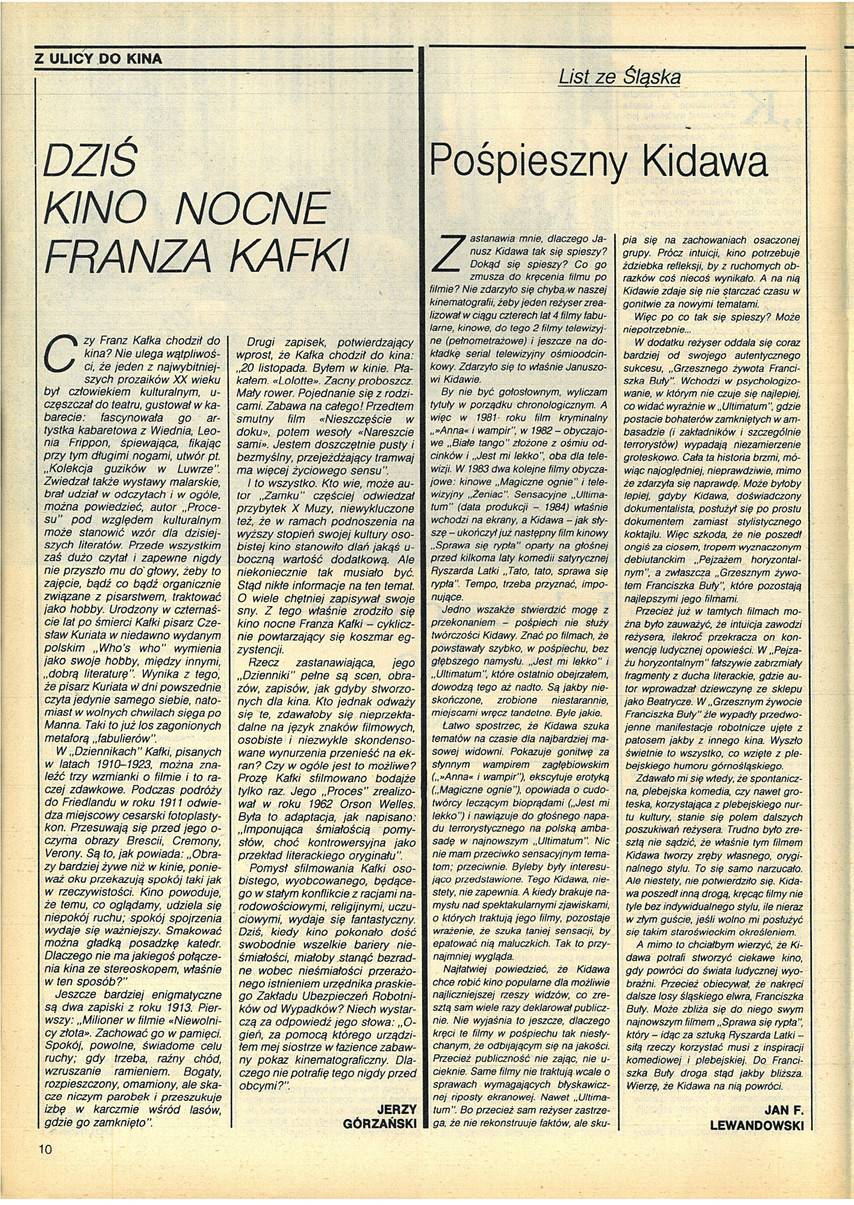 Z ULICY DO KINA
DZIŚ
KINO NOCNE
FRANZA KAFKI
Czy Franz Kafka chodził do
kina? Nie ulega wątpliwoś-
ci, że jeden z najwybitniej-
szych prozaików XX wieku
był człowiekiem kulturalnym, u-
częszczał do teatru, gustował w ka-
barecie: fascynowała go ar-
tystka kabaretowa z Wiednia, Leo-
nia Frippon, śpiewająca, fikając
przy tym długimi nogami, utwór pt.
„Kolekcja guzików w Luwrze".
Zwiedzał także wystawy malarskie,
brał udział w odczytach i w ogóle,
można powiedzieć, autor „Proce-
su" pod względem kulturalnym
może stanowić wzór dla dzisiej-
szych literatów. Przede wszystkim
zaś dużo czytał i zapewne nigdy
nie przyszło mu do głowy, żeby to
zajęcie, bądź co bądź organicznie
związane z pisarstwem, traktować
jako hobby. Urodzony w czternaś-
cie lat po śmierci Kafki pisarz Cze-
sław Kuriata w niedawno wydanym
polskim „Who's who" wymienia
jako swoje hobby, między innymi,
„dobrą literaturę". Wynika z tego,
że pisarz Kuriata w dni powszednie
czyta jedynie samego siebie, nato-
miast w wolnych chwilach sięga po
Manna. Taki to już los zagonionych
metaforą „fabulierów".
W „Dziennikach" Kafki, pisanych
w latach 1910–1923, można zna-
leźć trzy wzmianki o filmie i to ra-
czej zdawkowe. Podczas podróży
do Friedlandu w roku 1911 odwie-
dza miejscowy cesarski fotoplasty-
kon. Przesuwają się przed jego o-
czyma obrazy Brescii, Cremony,
Verony. Są to, jak powiada: „Obra-
zy bardziej żywe niż w kinie, ponie-
waż oku przekazują spokój taki jak
w rzeczywistości. Kino powoduje,
że temu, co oglądamy, udziela się
niepokój ruchu; spokój spojrzenia
wydaje się ważniejszy. Smakować
można gładką posadzkę katedr.
Dlaczego nie ma jakiegoś połącze-
nia kina ze stereoskopem, właśnie
w ten sposób?"
Jeszcze bardziej enigmatyczne
są dwa zapiski z roku 1913. Pier-
wszy: „Milioner w filmie «Niewolni-
cy złota». Zachować go w pamięci.
Spokój, powolne, świadome celu
ruchy; gdy trzeba, raźny chód,
wzruszanie ramieniem. Bogaty,
rozpieszczony, omamiony, ale ska-
cze niczym parobek i przeszukuje
izbę w karczmie wśród lasów,
gdzie go zamknięto".
Drugi zapisek, potwierdzający
wprost, że Kafka chodził do kina:
„20 listopada. Byłem w kinie. Pła-
kałem. «Lolotte». Zacny proboszcz.
Mały rower. Pojednanie się z rodzi-
cami. Zabawa na całego! Przedtem
smutny film «Nieszczęście w
doku», potem wesoły «Nareszcie
sam». Jestem doszczętnie pusty i
bezmyślny, przejeżdżający tramwaj
ma więcej życiowego sensu".
I to wszystko. Kto wie, może au-
tor „Zamku" częściej odwiedzał
przybytek X Muzy, niewykluczone
też, że w ramach podnoszenia na
wyższy stopień swojej kultury oso-
bistej kino stanowiło dlań jakąś u-
boczną wartość dodatkową. Ale
niekoniecznie tak musiało być.
Stąd nikłe informacje na ten temat.
O wiele chętniej zapisywał swoje
sny. Z tego właśnie zrodziło się
kino nocne Franza Kafki – cyklicz-
nie powtarzający się koszmar eg-
zystencji.
Rzecz zastanawiająca, jego
„Dzienniki" pełne są scen, obra-
zów, zapisów, jak gdyby stworzo-
nych dla kina. Kto jednak odważy
się te, zdawałoby się nieprzekła-
dalne na język znaków filmowych,
osobiste i niezwykle skondenso-
wane wynurzenia przenieść na ek-
ran? Czy w ogóle jest to możliwe?
Prozę Kafki sfilmowano bodajże
tylko raz. Jego „Proces" zrealizo-
wał w roku 1962 Orson Welles.
Była to adaptacja, jak napisano:
„Imponująca śmiałością pomy-
słów, choć kontrowersyjna jako
przekład literackiego oryginału".
Pomysł sfilmowania Kafki oso-
bistego, wyobcowanego, będące-
go w stałym konflikcie z racjami na-
rodowościowymi, religijnymi, uczu-
ciowymi, wydaje się fantastyczny.
Dziś, kiedy kino pokonało dość
swobodnie wszelkie bariery nie-
śmiałości, miałoby stanąć bezrad-
ne wobec nieśmiałości przerażo-
nego istnieniem urzędnika praskie-
go Zakładu Ubezpieczeń Robotni-
ków od Wypadków? Niech wystar-
czą za odpowiedź jego słowa: „O-
gień, za pomocą którego urządzi-
łem mej siostrze w łazience zabaw-
ny pokaz kinematograficzny. Dla-
czego nie potrafię tego nigdy przed
obcymi?".
JERZY
GÓRZAŃSKI
10
List ze Śląska
Pośpieszny Kidawa
Zastanawia mnie, dlaczego Ja-
nusz Kidawa tak się spieszy?
Dokąd się spieszy? Co go
zmusza do kręcenia filmu po
filmie? Nie zdarzyło się chyba w naszej
kinematografii, żeby jeden reżyser zrea-
lizował w ciągu czterech lat 4 filmy fabu-
larne, kinowe, do tego 2 filmy telewizyj-
ne (pełnometrażowe) i jeszcze na do-
kładkę serial telewizyjny ośmioodcin-
kowy. Zdarzyło się to właśnie Januszo-
wi Kidawie.
By nie być gołosłownym, wyliczam
tytuły w porządku chronologicznym. A
więc w 1981 roku film kryminalny
„»Anna« i wampir", w 1982 – obyczajo-
we „Białe tango" złożone z ośmiu od-
cinków i „Jest mi lekko", oba dla telewi-
zji. W 1983 dwa kolejne filmy obycza-
jowe: kinowe „Magiczne ognie" i tele-
wizyjny „Żeniac". Sensacyjne „Ultima-
tum" (data produkcji – 1984) właśnie
wchodzi na ekrany, a Kidawa – jak sły-
szę – ukończył już następny film kinowy
„Sprawa się rypła" oparty na głośnej
przed kilkoma laty komedii satyrycznej
Ryszarda Latki „Tato, tato, sprawa się
rypła". Tempo, trzeba przyznać, impo-
nujące.
Jedno wszakże stwierdzić mogę z
przekonaniem – pośpiech nie służy
twórczości Kidawy. Znać po filmach, że
powstawały szybko, w pośpiechu, bez
głębszego namysłu. „Jest mi lekko" i
„Ultimatum", które ostatnio obejrzałem,
dowodzą tego aż nadto. Są jakby nie-
skończone, zrobione niestarannie,
miejscami wręcz tandetne. Byle jakie.
Łatwo spostrzec, że Kidawa szuka
tematów na czasie dla najbardziej ma-
sowej widowni. Pokazuje gonitwę za
słynnym wampirem zagłębiowskim
(„»Anna« i wampir"), ekscytuje erotyką
(„Magiczne ognie"), opowiada o cudo-
twórcy leczącym bioprądami („Jest mi
lekko") i nawiązuje do głośnego napa-
du terrorystycznego na polską amba-
sadę w najnowszym „Ultimatum". Nic
nie mam przeciwko sensacyjnym tema-
tom; przeciwnie. Byleby były interesu-
jąco przedstawione. Tego Kidawa, nie-
stety, nie zapewnia. A kiedy brakuje na-
mysłu nad spektakularnymi zjawiskami,
o których traktują jego filmy, pozostaje
wrażenie, że szuka taniej sensacji, by
epatować nią maluczkich. Tak to przy-
najmniej wygląda.
Najłatwiej powiedzieć, że Kidawa
chce robić kino popularne dla możliwie
najliczniejszej rzeszy widzów, co zre-
sztą sam wiele razy deklarował publicz-
nie. Nie wyjaśnia to jeszcze, dlaczego
kręci te filmy w pośpiechu tak niesły-
chanym, że odbijającym się na jakości.
Przecież publiczność nie zając, nie u-
cieknie. Same filmy nie traktują wcale o
sprawach wymagających błyskawicz-
nej riposty ekranowej. Nawet „Ultima-
tum". Bo przecież sam reżyser zastrze-
ga, że nie rekonstruuje faktów, ale sku-
pia się na zachowaniach osaczonej
grupy. Prócz intuicji, kino potrzebuje
ździebka refleksji, by z ruchomych ob-
razków coś niecoś wynikało. A na nią
Kidawie zdaje się nie starczać czasu w
gonitwie za nowymi tematami.
Więc po co tak się spieszy? Może
niepotrzebnie...
W dodatku reżyser oddala się coraz
bardziej od swojego autentycznego
sukcesu, „Grzesznego żywota Franci-
szka Buły". Wchodzi w psychologizo-
wanie, w którym nie czuje się najlepiej,
co widać wyraźnie w „Ultimatum", gdzie
postacie bohaterów zamkniętych w am-
basadzie (i zakładników i szczególnie
terrorystów) wypadają niezamierzenie
groteskowo. Cała ta historia brzmi, mó-
wiąc najoględniej, nieprawdziwie, mimo
że zdarzyła się naprawdę. Może byłoby
lepiej, gdyby Kidawa, doświadczony
dokumentalista, posłużył się po prostu
dokumentem zamiast stylistycznego
koktajlu. Więc szkoda, że nie poszedł
ongiś za ciosem, tropem wyznaczonym
debiutanckim „Pejzażem horyzontal-
nym", a zwłaszcza „Grzesznym żywo-
tem Franciszka Buły", które pozostają
najlepszymi jego filmami.
Przecież już w tamtych filmach moż-
na było zauważyć, że intuicja zawodzi
reżysera, ilekroć przekracza on kon-
wencję ludycznej opowieści. W „Pejza-
żu horyzontalnym" fałszywie zabrzmiały
fragmenty z ducha literackie, gdzie au-
tor wprowadzał dziewczynę ze sklepu
jako Beatrycze. W „Grzesznym żywocie
Franciszka Buły" źle wypadły przedwo-
jenne manifestacje robotnicze ujęte z
patosem jakby z innego kina. Wyszło
świetnie to wszystko, co wzięte z ple-
bejskiego humoru górnośląskiego.
Zdawało mi się wtedy, że spontanicz-
na, plebejska komedia, czy nawet gro-
teska, korzystająca z plebejskiego nur-
tu kultury, stanie się polem dalszych
poszukiwań reżysera. Trudno było zre-
sztą nie sądzić, że właśnie tym filmem
Kidawa tworzy zręby własnego, orygi-
nalnego stylu. To się samo narzucało.
Ale niestety, nie potwierdziło się. Kida-
wa poszedł inną drogą, kręcąc filmy nie
tyle bez indywidualnego stylu, ile nieraz
w złym guście, jeśli wolno mi posłużyć
się takim staroświeckim określeniem.
A mimo to chciałbym wierzyć, że Ki-
dawa potrafi stworzyć ciekawe kino,
gdy powróci do świata ludycznej wyo-
braźni. Przecież obiecywał, że nakręci
dalsze losy śląskiego elwra, Franciszka
Buły. Może zbliża się do niego swym
najnowszym filmem „Sprawa się rypła",
który – idąc za sztuką Ryszarda Latki –
siłą rzeczy korzystać musi z inspiracji
komediowej i plebejskiej. Do Franci-
szka Buły droga stąd jakby bliższa.
Wierzę, że Kidawa na nią powróci.
JAN F.
LEWANDOWSKI